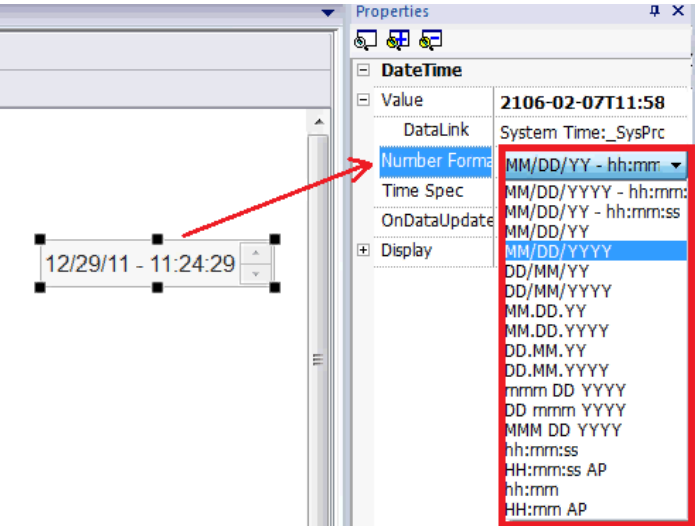 Properties
DateTime
Value 2106-02-07T11:58
DataLink System Time:_SysPrc
Number Forma MM/DD/YY - hh:mm
Time Spec
OnDataUpdate
Display
12/29/11 - 11:24:29
MM/DD/YYYY - hh:mm:
MM/DD/YY - hh:mm:ss
MM/DD/YY
MM/DD/YYYY
DD/MM/YY
DD/MM/YYYY
MM.DD.YY
MM.DD.YYYY
DD.MM.YY
DD.MM.YYYY
mmm DD YYYY
DD mmm YYYY
MMM DD YYYY
hh:mm:ss
HH:mm:ss AP
hh:mm
HH:mm AP